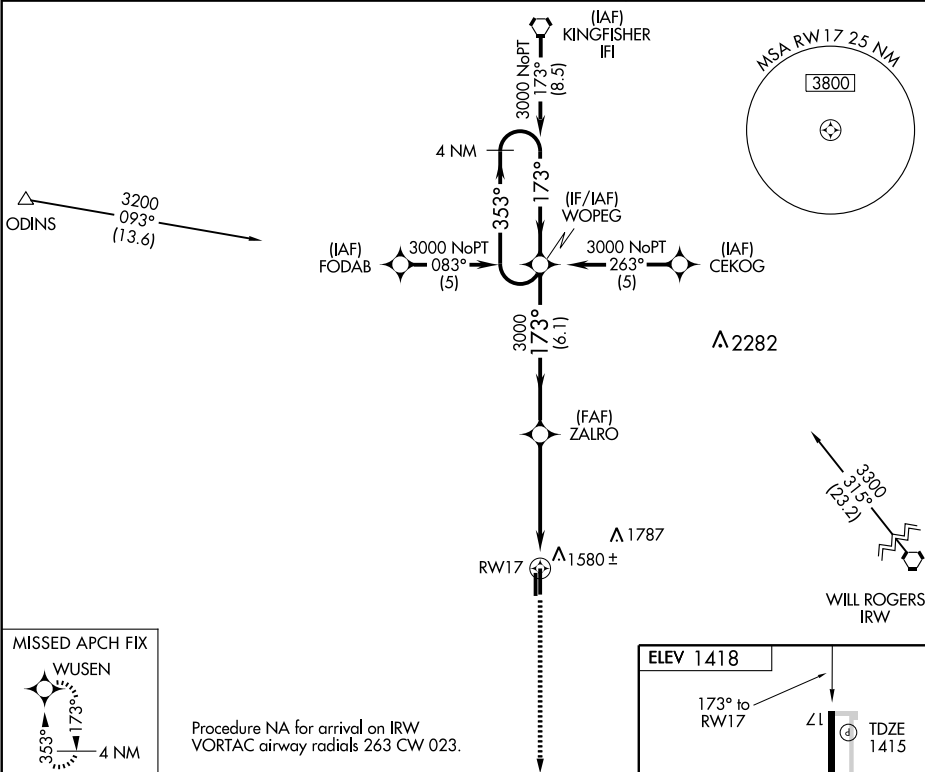 (IAF)
KINGFISHER
IFI
3000 NoPT
173°
(8.5)
MSA RW17 25 NM
3800
4 NM
353°
173°
(IF/IAF)
WOPEG
ODINS
3200
093°
(13.6)
(IAF)
FODAB
3000 NoPT
083°
(5)
3000 NoPT
263°
(5)
(IAF)
CEKOG
3000
173°
(6.1)
2282
(FAF)
ZALRO
3300
315°
(23.2)
1787
1580 ±
RW17
WILL ROGERS
IRW
MISSED APCH FIX
WUSEN
353°
173°
4 NM
Procedure NA for arrival on IRW
VORTAC airway radials 263 CW 023.
ELEV 1418
173° to
RW17
17
P
TDZE
1415